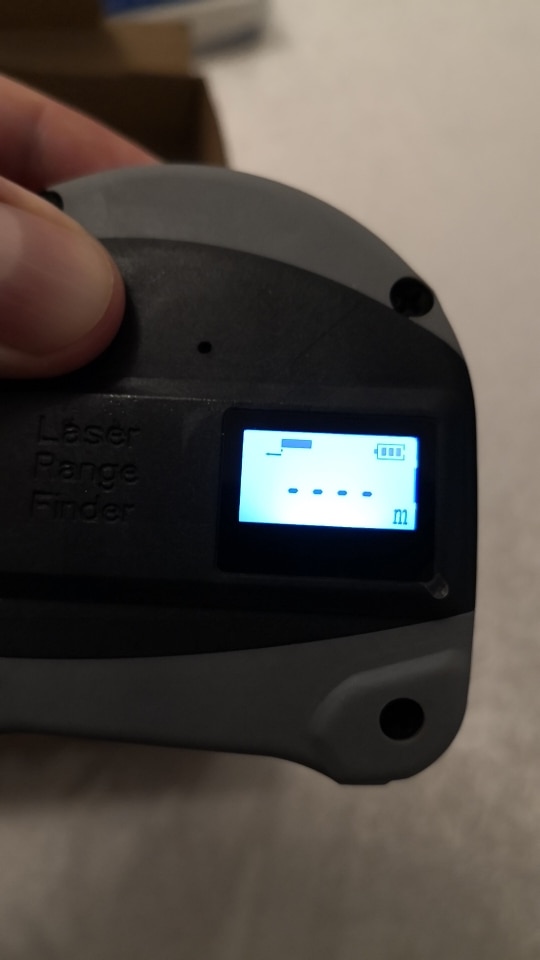 Laser
Range
Finder
- - - -
m